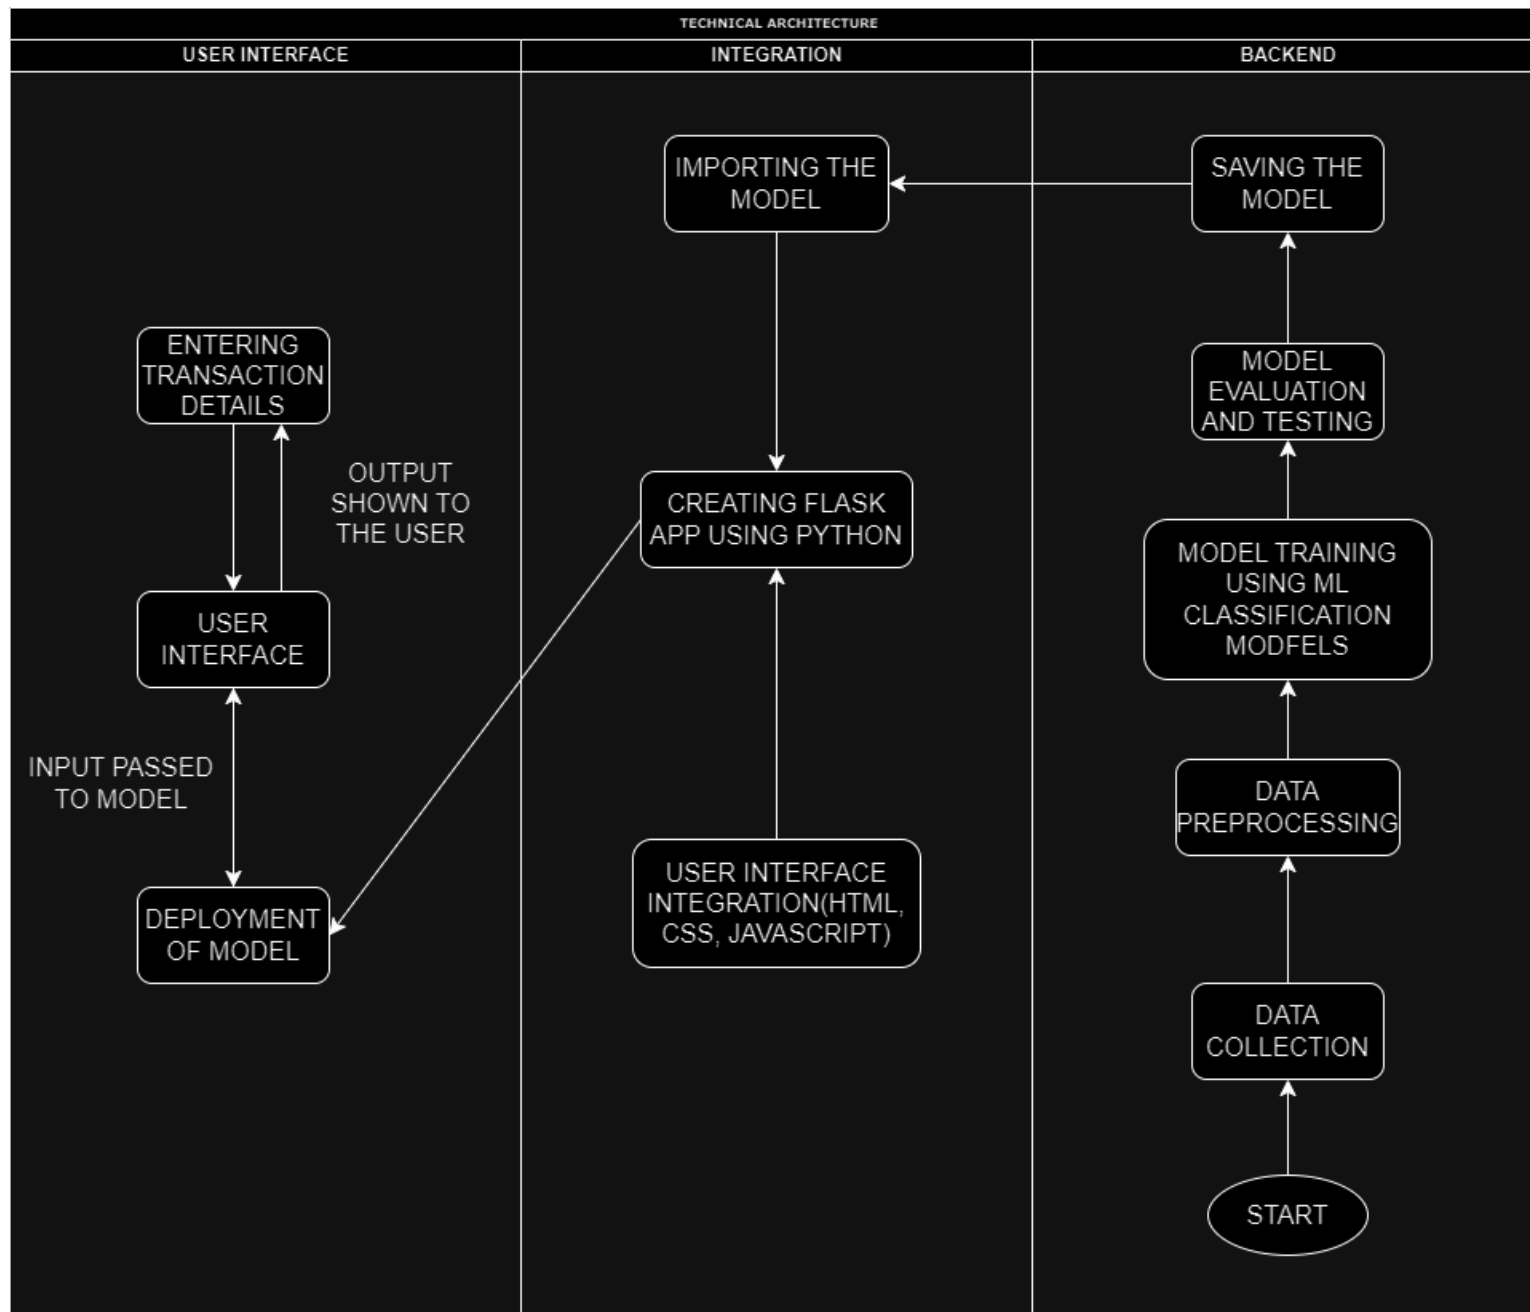 TECHNICAL ARCHITECTURE
USER INTERFACE
INTEGRATION
BACKEND
ENTERING
TRANSACTION
DETAILS
OUTPUT
SHOWN TO
THE USER
USER
INTERFACE
INPUT PASSED
TO MODEL
DEPLOYMENT
OF MODEL
IMPORTING THE
MODEL
CREATING FLASK
APP USING PYTHON
USER INTERFACE
INTEGRATION(HTML,
CSS, JAVASCRIPT)
SAVING THE
MODEL
MODEL
EVALUATION
AND TESTING
MODEL TRAINING
USING ML
CLASSIFICATION
MODFELS
DATA
PREPROCESSING
DATA
COLLECTION
START